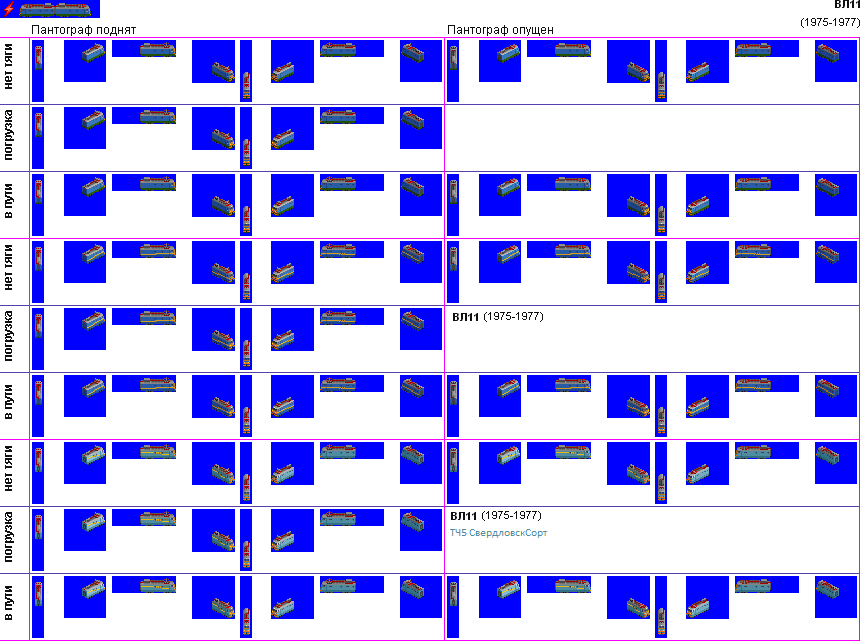 ВЛ11
(1975-1977)
Пантограф поднят
Пантограф опущен
нет тяги
погрузка
в пути
нет тяги
погрузка
ВЛ11 (1975-1977)
в пути
нет тяги
погрузка
ВЛ11 (1975-1977)
ТЧ5 СвердловскСорт
в пути